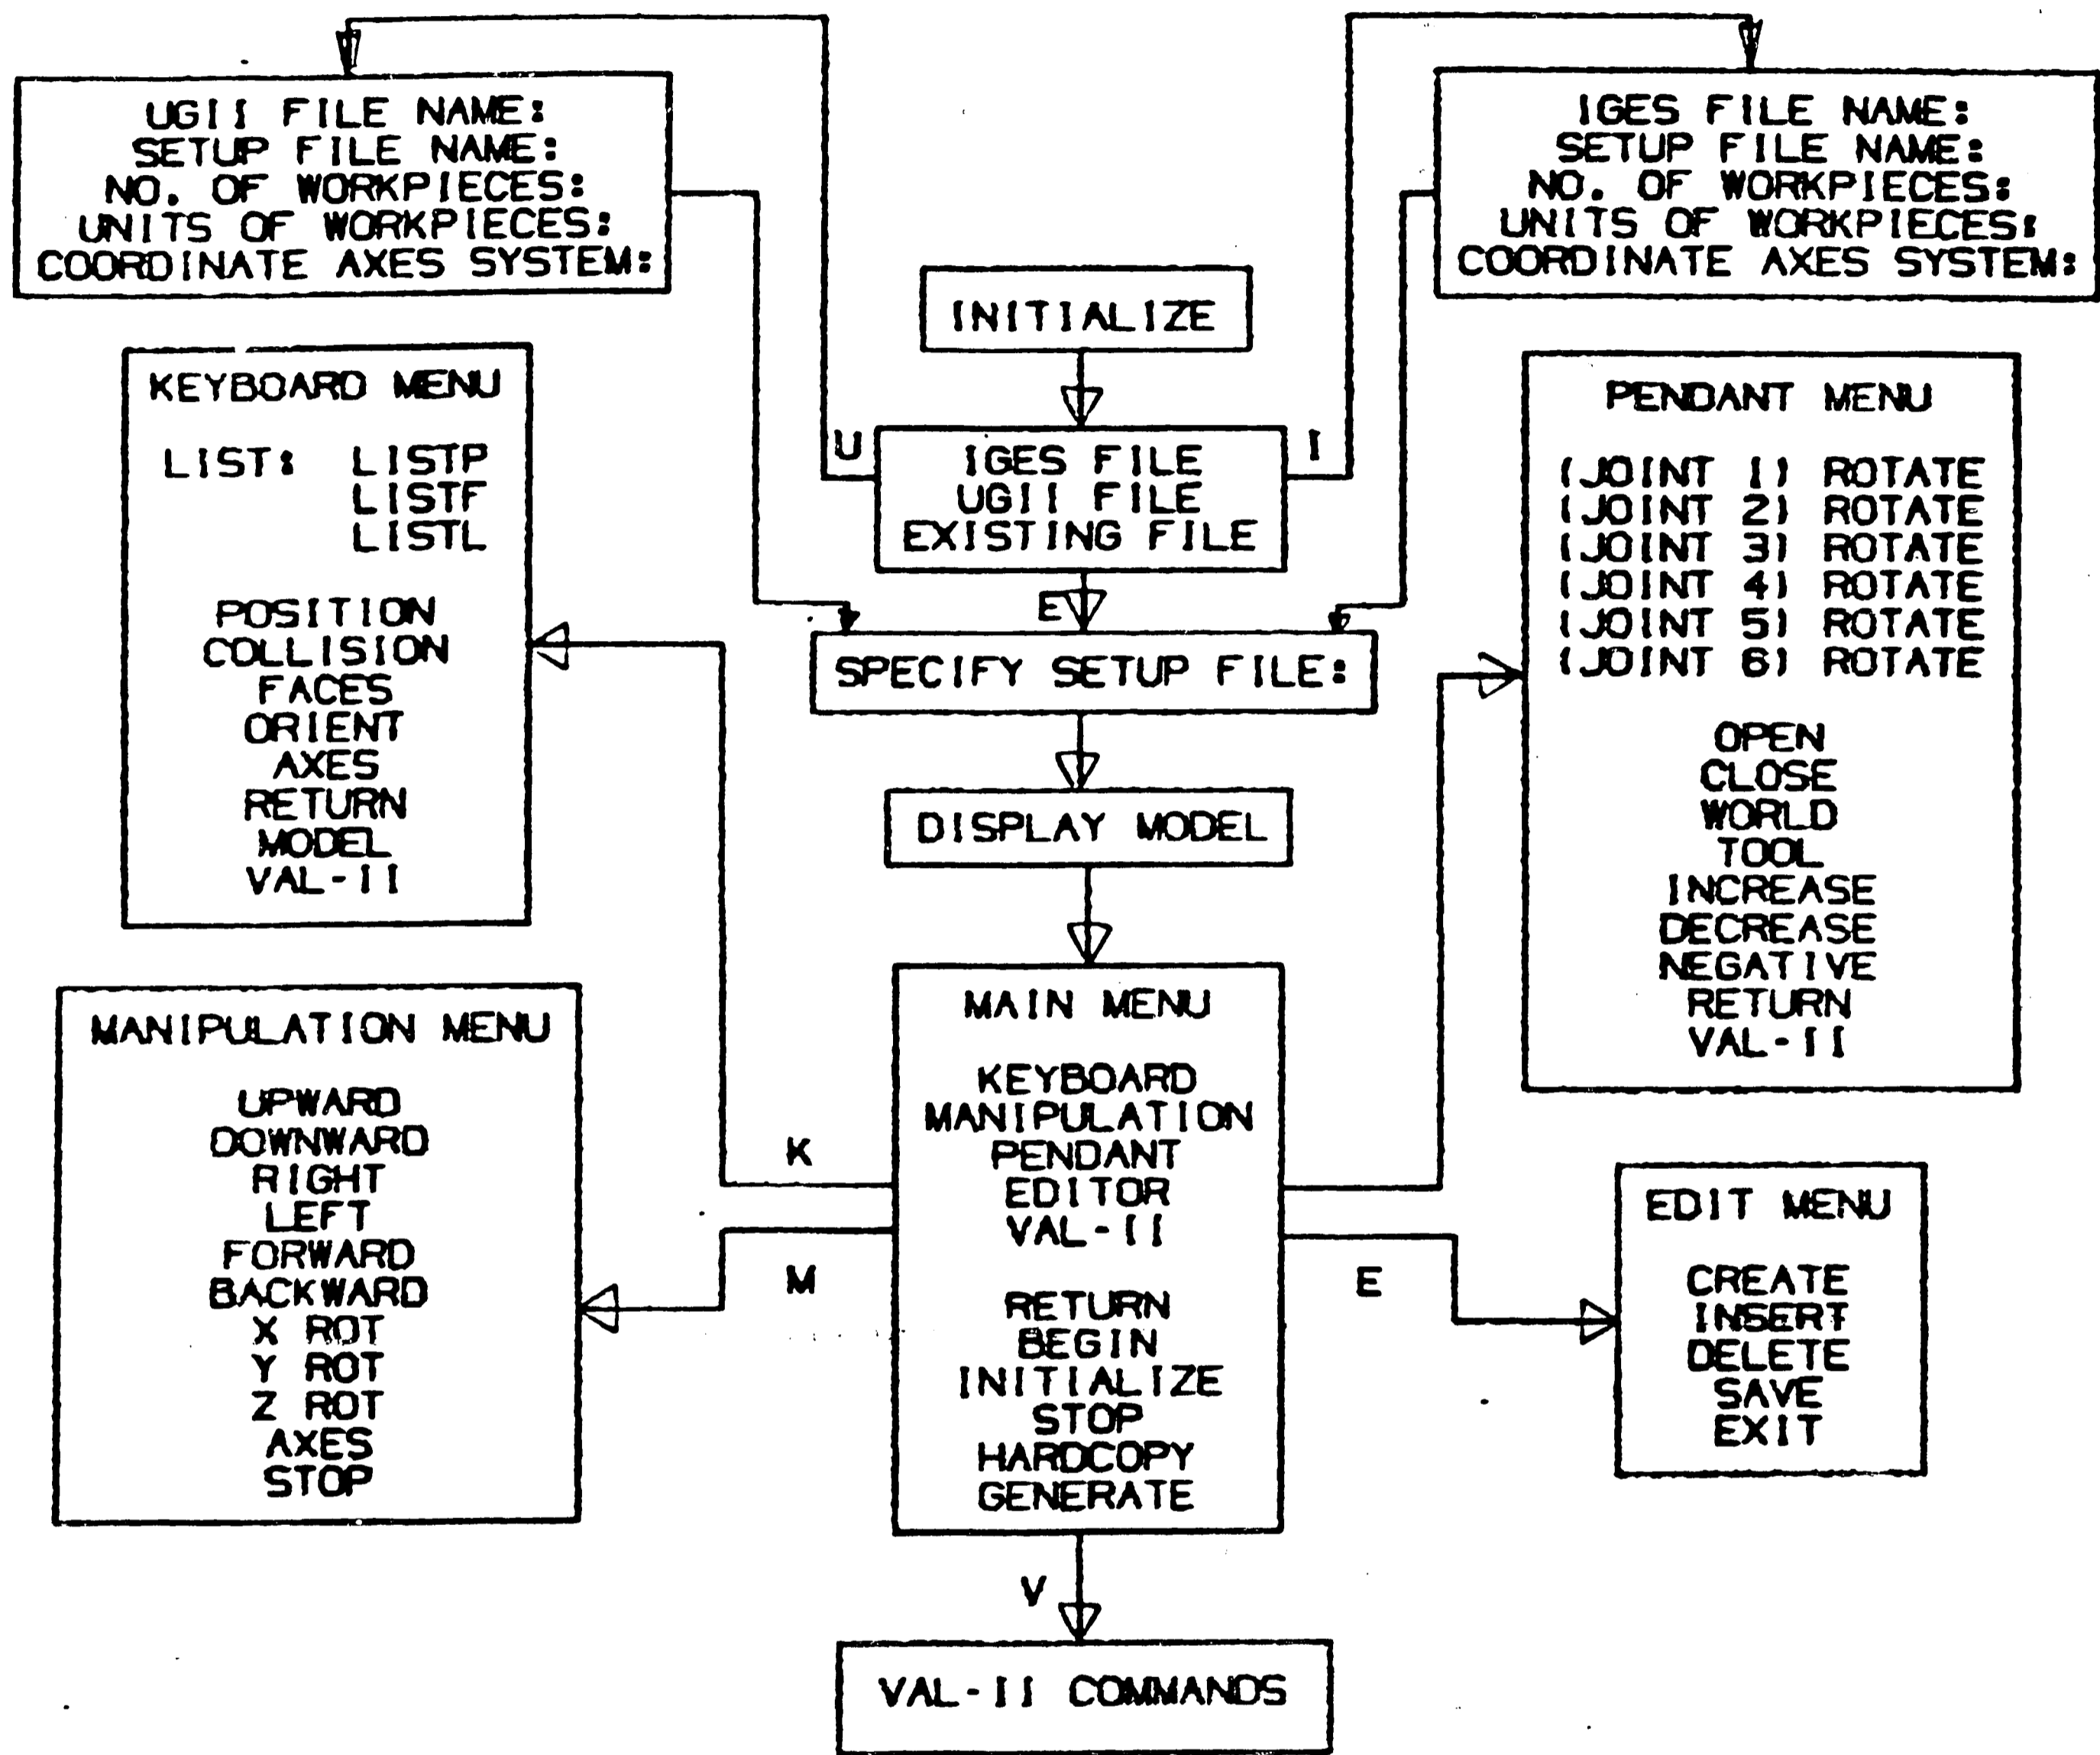 UGII FILE NAME:
SETUP FILE NAME:
NO. OF WORKPIECES:
UNITS OF WORKPIECES:
COORDINATE AXES SYSTEM:
IGES FILE NAME:
SETUP FILE NAME:
NO. OF WORKPIECES:
UNITS OF WORKPIECES:
COORDINATE AXES SYSTEM:
INITIALIZE
U
I
IGES FILE
UGII FILE
EXISTING FILE
E
SPECIFY SETUP FILE:
DISPLAY MODEL
KEYBOARD MENU
LIST: LISTP
LISTF
LISTL
POSITION
COLLISION
FACES
ORIENT
AXES
RETURN
MODEL
VAL-II
PENDANT MENU
(JOINT 1) ROTATE
(JOINT 2) ROTATE
(JOINT 3) ROTATE
(JOINT 4) ROTATE
(JOINT 5) ROTATE
(JOINT 6) ROTATE
OPEN
CLOSE
WORLD
TOOL
INCREASE
DECREASE
NEGATIVE
RETURN
VAL-II
MANIPULATION MENU
UPWARD
DOWNWARD
RIGHT
LEFT
FORWARD
BACKWARD
X ROT
Y ROT
Z ROT
AXES
STOP
K
M
MAIN MENU
KEYBOARD
MANIPULATION
PENDANT
EDITOR
VAL-II
RETURN
BEGIN
INITIALIZE
STOP
HARDCOPY
GENERATE
E
EDIT MENU
CREATE
INSERT
DELETE
SAVE
EXIT
V
VAL-II COMMANDS